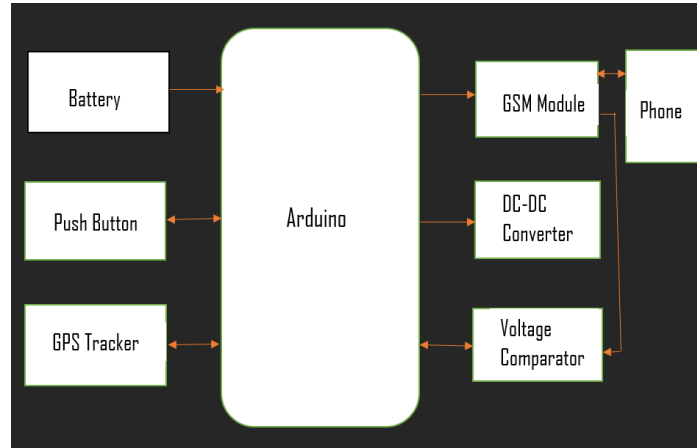 Battery
Push Button
GPS Tracker
Arduino
GSM Module
Phone
DC-DC
Converter
Voltage
Comparator